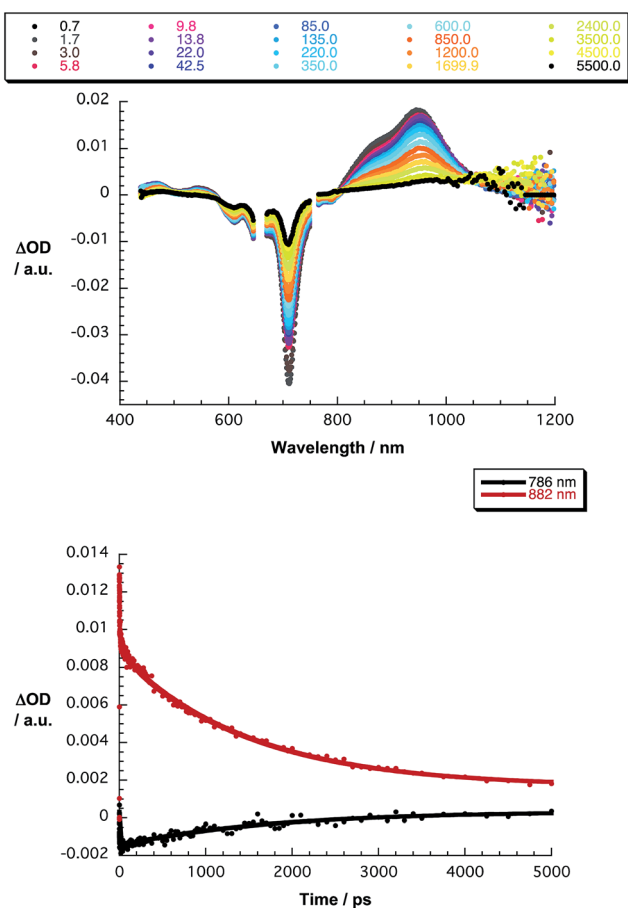 0.7 9.8 85.0 600.0 2400.0
1.7 13.8 135.0 850.0 3500.0
3.0 22.0 220.0 1200.0 4500.0
5.8 42.5 350.0 1699.9 5500.0
0.02
0.01
0
-0.01
-0.02
-0.03
-0.04
ΔOD
/ a.u.
400 600 800 1000 1200
Wavelength / nm
786 nm
882 nm
0.014
0.012
0.01
0.008
0.006
0.004
0.002
0
-0.002
ΔOD
/ a.u.
0 1000 2000 3000 4000 5000
Time / ps